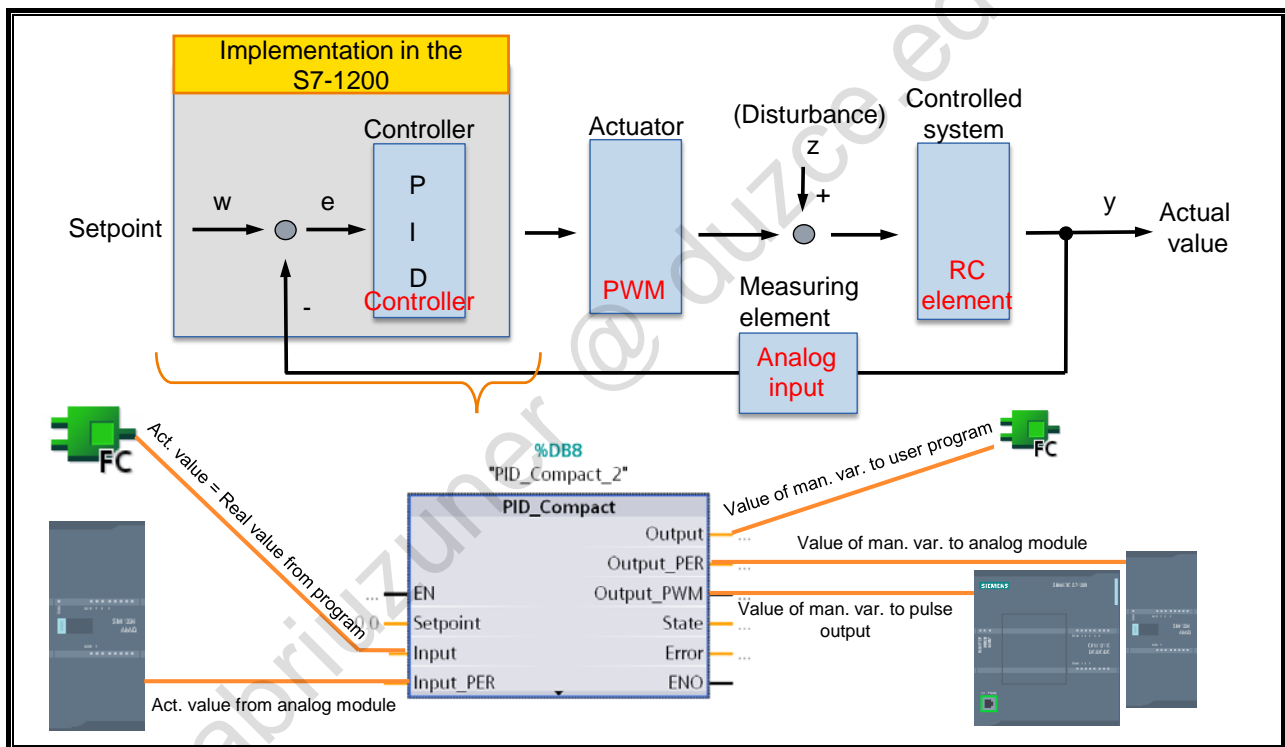 Implementation in the
S7-1200
Controller
Actuator
(Disturbance)
z
Controlled
system
Setpoint
w
e
P
I
D
Controller
-
PWM
+
RC
element
y
Actual
value
Measuring
element
Analog
input
FC
Act. value = Real value from program
%DB8
"PID_Compact_2"
PID_Compact
Output
Output_PER
Output_PWM
State
Error
ENO
EN
Setpoint
Input
Input_PER
Act. value from analog module
Value of man. var. to user program
FC
Value of man. var. to analog module
Value of man. var. to pulse
output
SIEMENS
abriuzuner @ duzce.ed